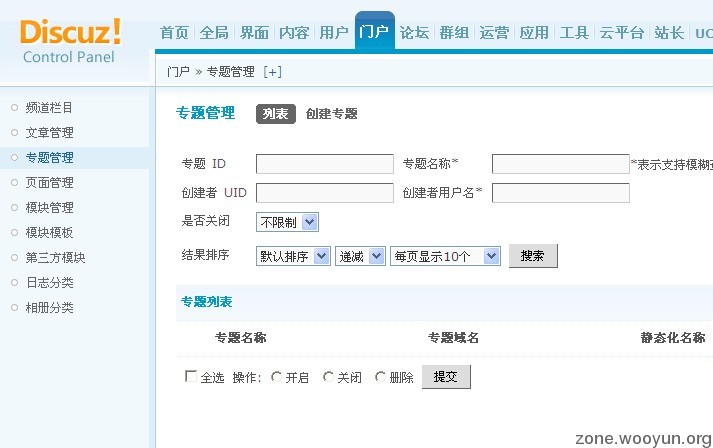 Discuz!
Control Panel
首页 全局 界面 内容 用户 门户 论坛 群组 运营 应用 工具 云平台 站长 UC
门户 » 专题管理 [+]
频道栏目
文章管理
专题管理
页面管理
模块管理
模块模板
第三方模块
日志分类
相册分类
专题管理 列表 创建专题
专题 ID 专题名称* *表示支持模糊查
创建者 UID 创建者用户名*
是否关闭 不限制
结果排序 默认排序 递减 每页显示10个 搜索
专题列表
专题名称 专题域名 静态化名称
全选 操作: 开启 关闭 删除 提交
zone.wooyun.org